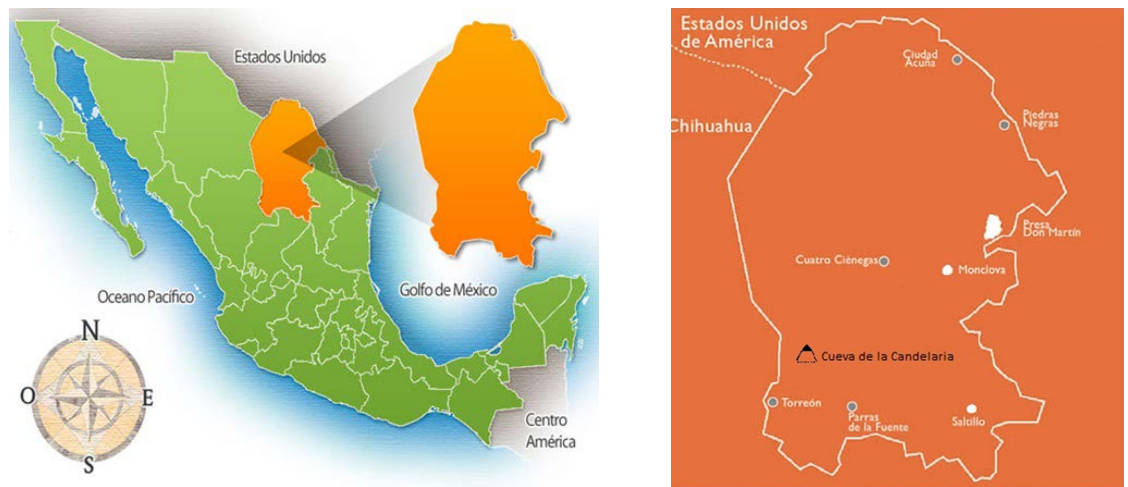 Estados Unidos
Oceano Pacífico
Golfo de México
Centro
América
N
O
E
S
Estados Unidos
de América
Ciudad
Acuña
Chihuahua
Piedras
Negras
Presa
Don Martín
Cuatro Ciènegas
Monclova
Cueva de la Candelaria
Torreón
Parras
de la Fuente
Saltillo